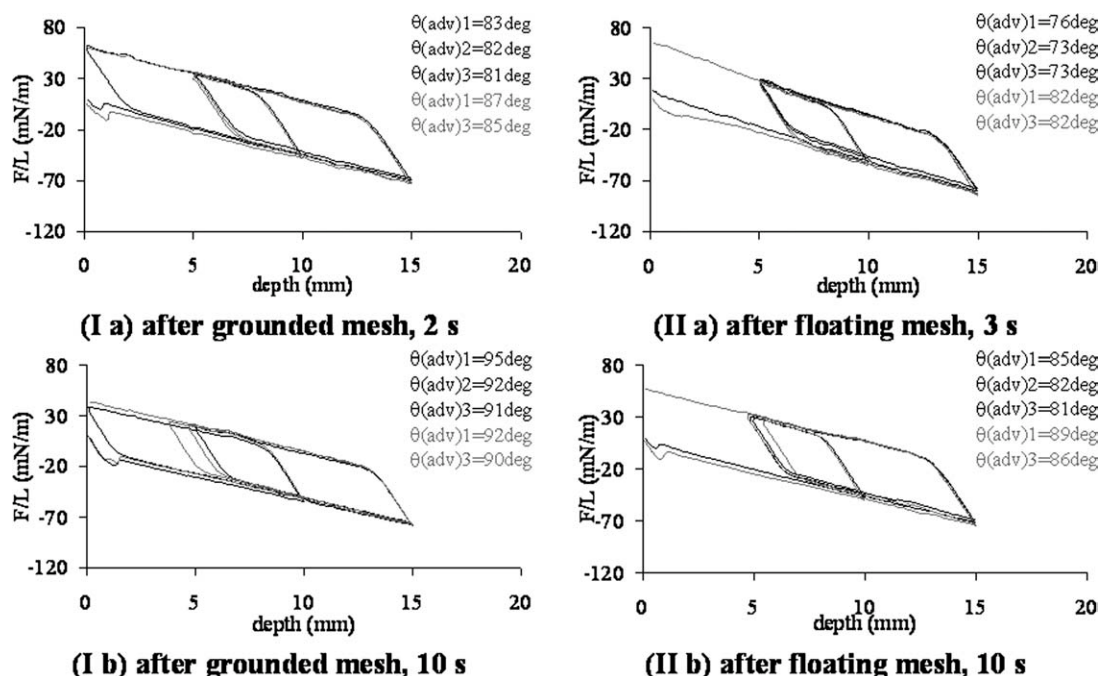 80
30
-20
-70
-120
F/L (mN/m)
0 5 10 15 20
depth (mm)
θ(adv)1=83deg
θ(adv)2=82deg
θ(adv)3=81deg
θ(adv)1=87deg
θ(adv)3=85deg
(I a) after grounded mesh, 2 s
80
30
-20
-70
-120
F/L (mN/m)
0 5 10 15 20
depth (mm)
θ(adv)1=76deg
θ(adv)2=73deg
θ(adv)3=73deg
θ(adv)1=82deg
θ(adv)3=82deg
(II a) after floating mesh, 3 s
80
30
-20
-70
-120
F/L (mN/m)
0 5 10 15 20
depth (mm)
θ(adv)1=95deg
θ(adv)2=92deg
θ(adv)3=91deg
θ(adv)1=92deg
θ(adv)3=90deg
(I b) after grounded mesh, 10 s
80
30
-20
-70
-120
F/L (mN/m)
0 5 10 15 20
depth (mm)
θ(adv)1=85deg
θ(adv)2=82deg
θ(adv)3=81deg
θ(adv)1=89deg
θ(adv)3=86deg
(II b) after floating mesh, 10 s